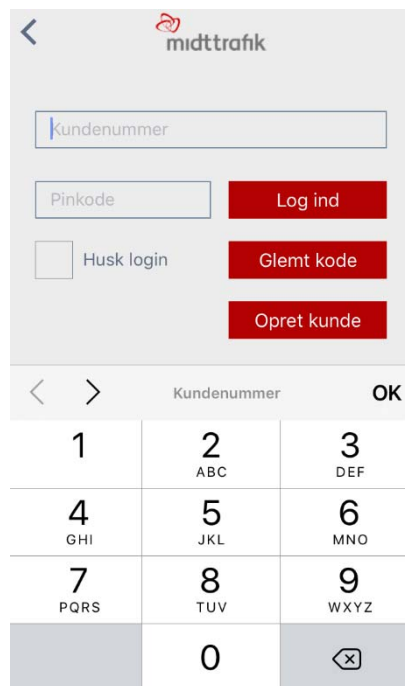 midttrafik
Kundenummer
Pinkode
Log ind
Husk login
Glemt kode
Opret kunde
Kundenummer
OK
1
2
3
ABC
DEF
4
5
6
GHI
JKL
MNO
7
8
9
PQRS
TUV
WXYZ
0